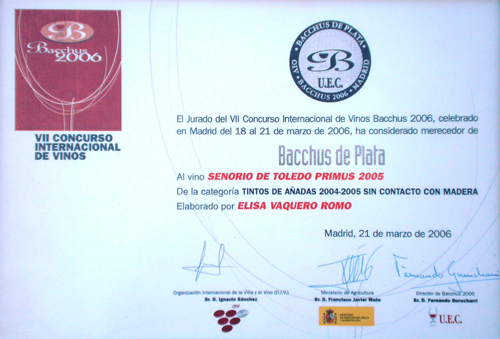 B
Bacchus
2006
VII CONCURSO
INTERNACIONAL
DE VINOS
BACCHUS DE PLATA
B
U.E.C.
VINO • BACCHUS 2006 • MADRID
El Jurado del VII Concurso Internacional de Vinos Bacchus 2006, celebrado
en Madrid del 18 al 21 de marzo de 2006, ha considerado merecedor de
Bacchus de Plata
Al vino SENORIO DE TOLEDO PRIMUS 2005
De la categoría TINTOS DE AÑADAS 2004-2005 SIN CONTACTO CON MADERA
Elaborado por ELISA VAQUERO ROMO
Madrid, 21 de marzo de 2006
Organización Internacional de la Viña y el Vino (O.I.V.)
Sr. D. Ignacio Sánchez
Ministerio de Agricultura
Sr. D. Francisco Javier Mata
Director de Bacchus 2006
Sr. D. Fernando Gurucharri
OIV
U.E.C.